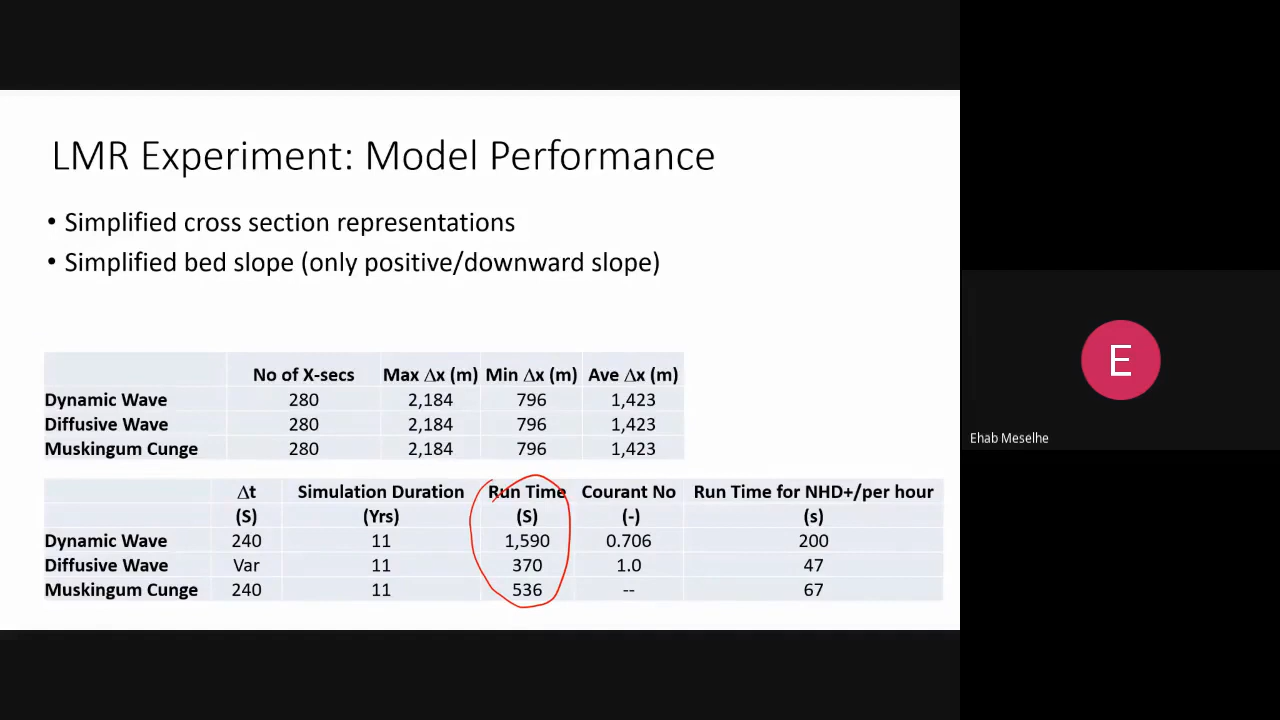 LMR Experiment: Model Performance
• Simplified cross section representations
• Simplified bed slope (only positive/downward slope)
No of X-secs Max Δx (m) Min Δx (m) Ave Δx (m)
Dynamic Wave 280 2,184 796 1,423
Diffusive Wave 280 2,184 796 1,423
Muskingum Cunge 280 2,184 796 1,423
Δt Simulation Duration Run Time Courant No Run Time for NHD+/per hour
(S) (Yrs) (S) (-) (s)
Dynamic Wave 240 11 1,590 0.706 200
Diffusive Wave Var 11 370 1.0 47
Muskingum Cunge 240 11 536 -- 67
E
Ehab Meselhe